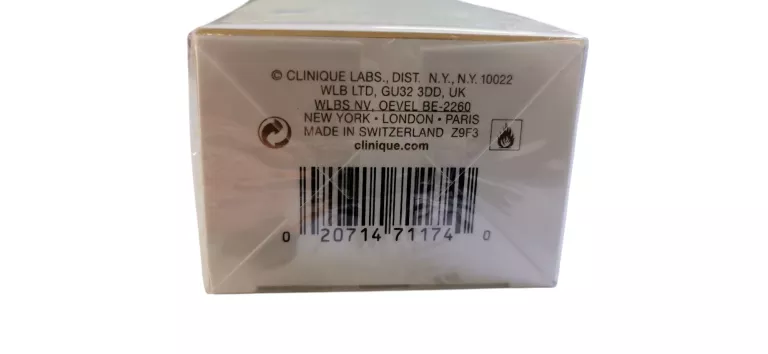 © CLINIQUE LABS., DIST. N.Y., N.Y. 10022
WLB LTD, GU32 3DD, UK
WLBS NV, OEVEL BE-2260
NEW YORK • LONDON • PARIS
MADE IN SWITZERLAND Z9F3
clinique.com
0 20714 71174 0